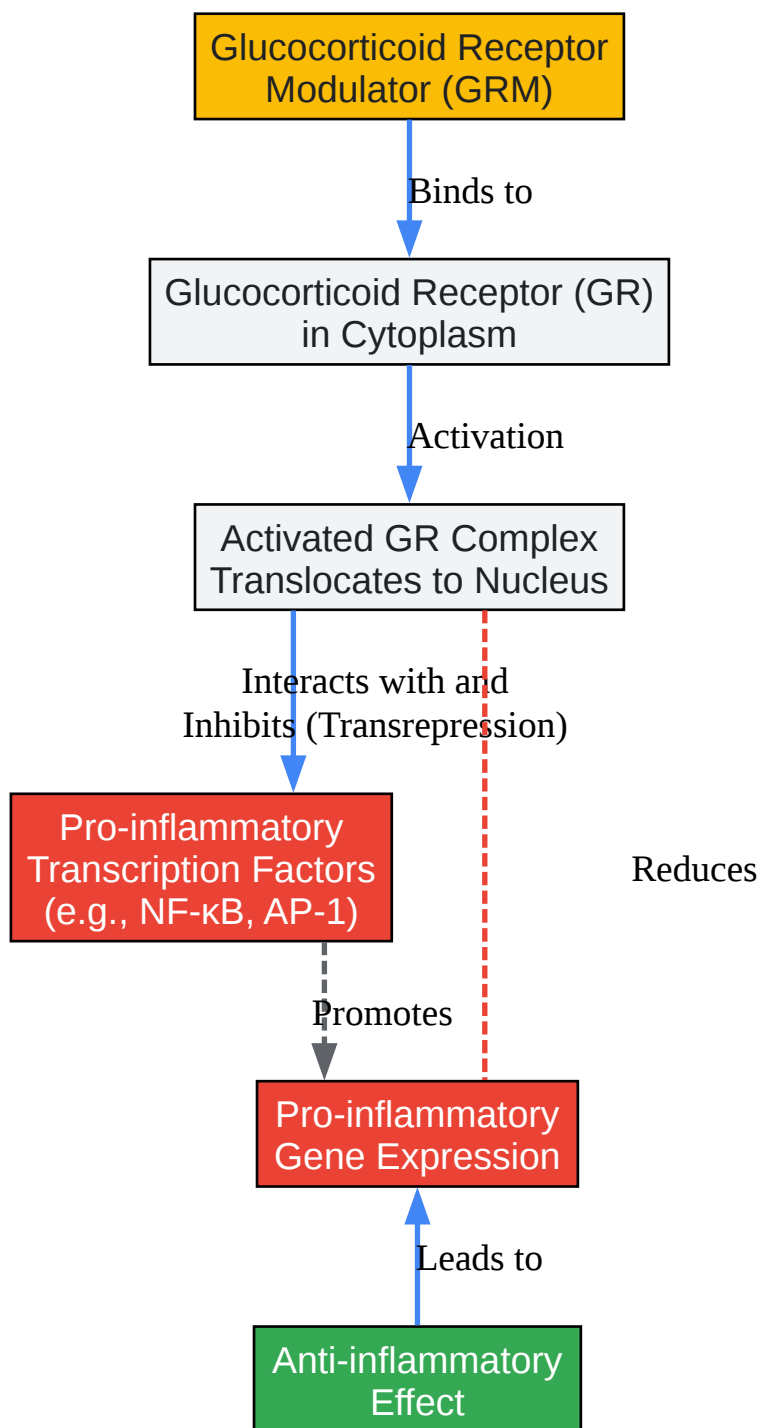 Glucocorticoid Receptor
Modulator (GRM)
Binds to
Glucocorticoid Receptor (GR)
in Cytoplasm
Activation
Activated GR Complex
Translocates to Nucleus
Interacts with and
Inhibits (Transrepression)
Pro-inflammatory
Transcription Factors
(e.g., NF-κB, AP-1)
Reduces
Promotes
Pro-inflammatory
Gene Expression
Leads to
Anti-inflammatory
Effect